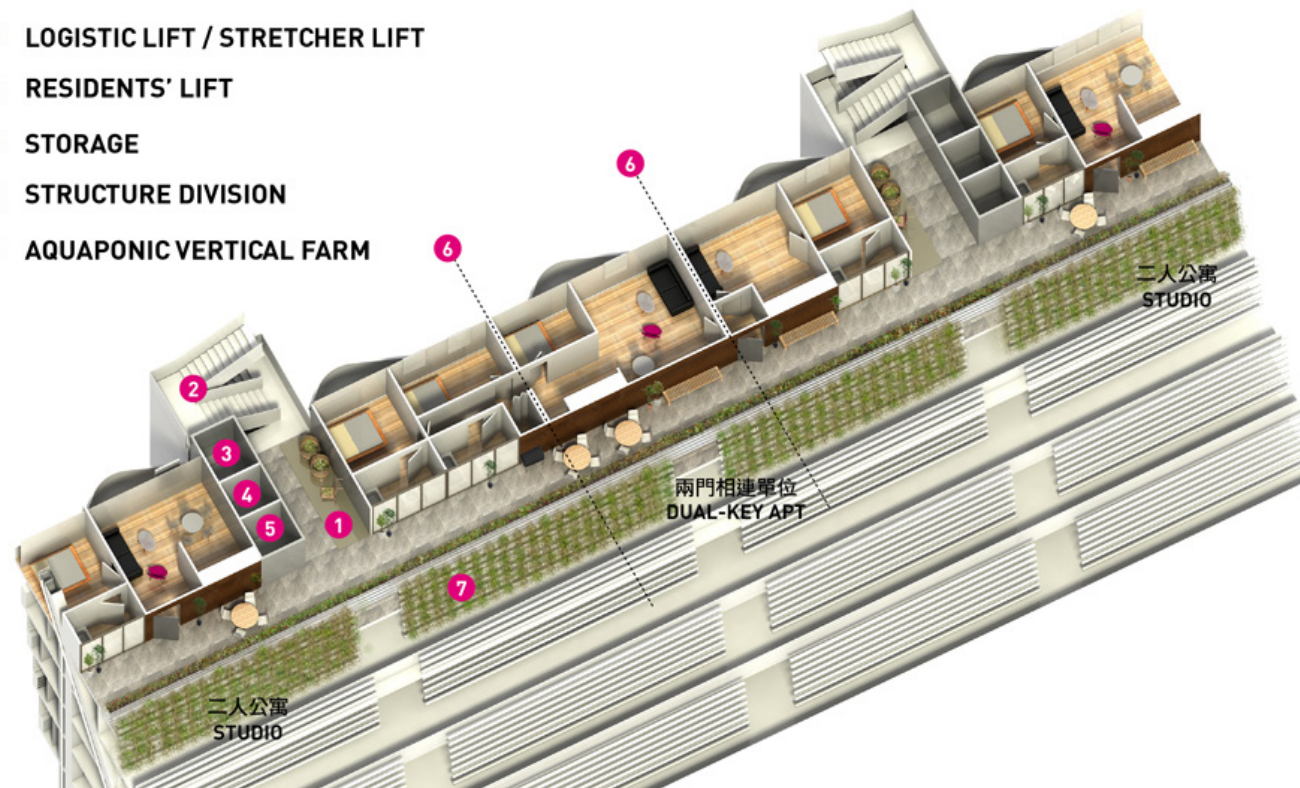 LOGISTIC LIFT / STRETCHER LIFT
RESIDENTS' LIFT
STORAGE
STRUCTURE DIVISION
AQUAPONIC VERTICAL FARM
6
6
2
3
4
5
1
7
二人公寓
STUDIO
兩門相連單位
DUAL-KEY APT
二人公寓
STUDIO